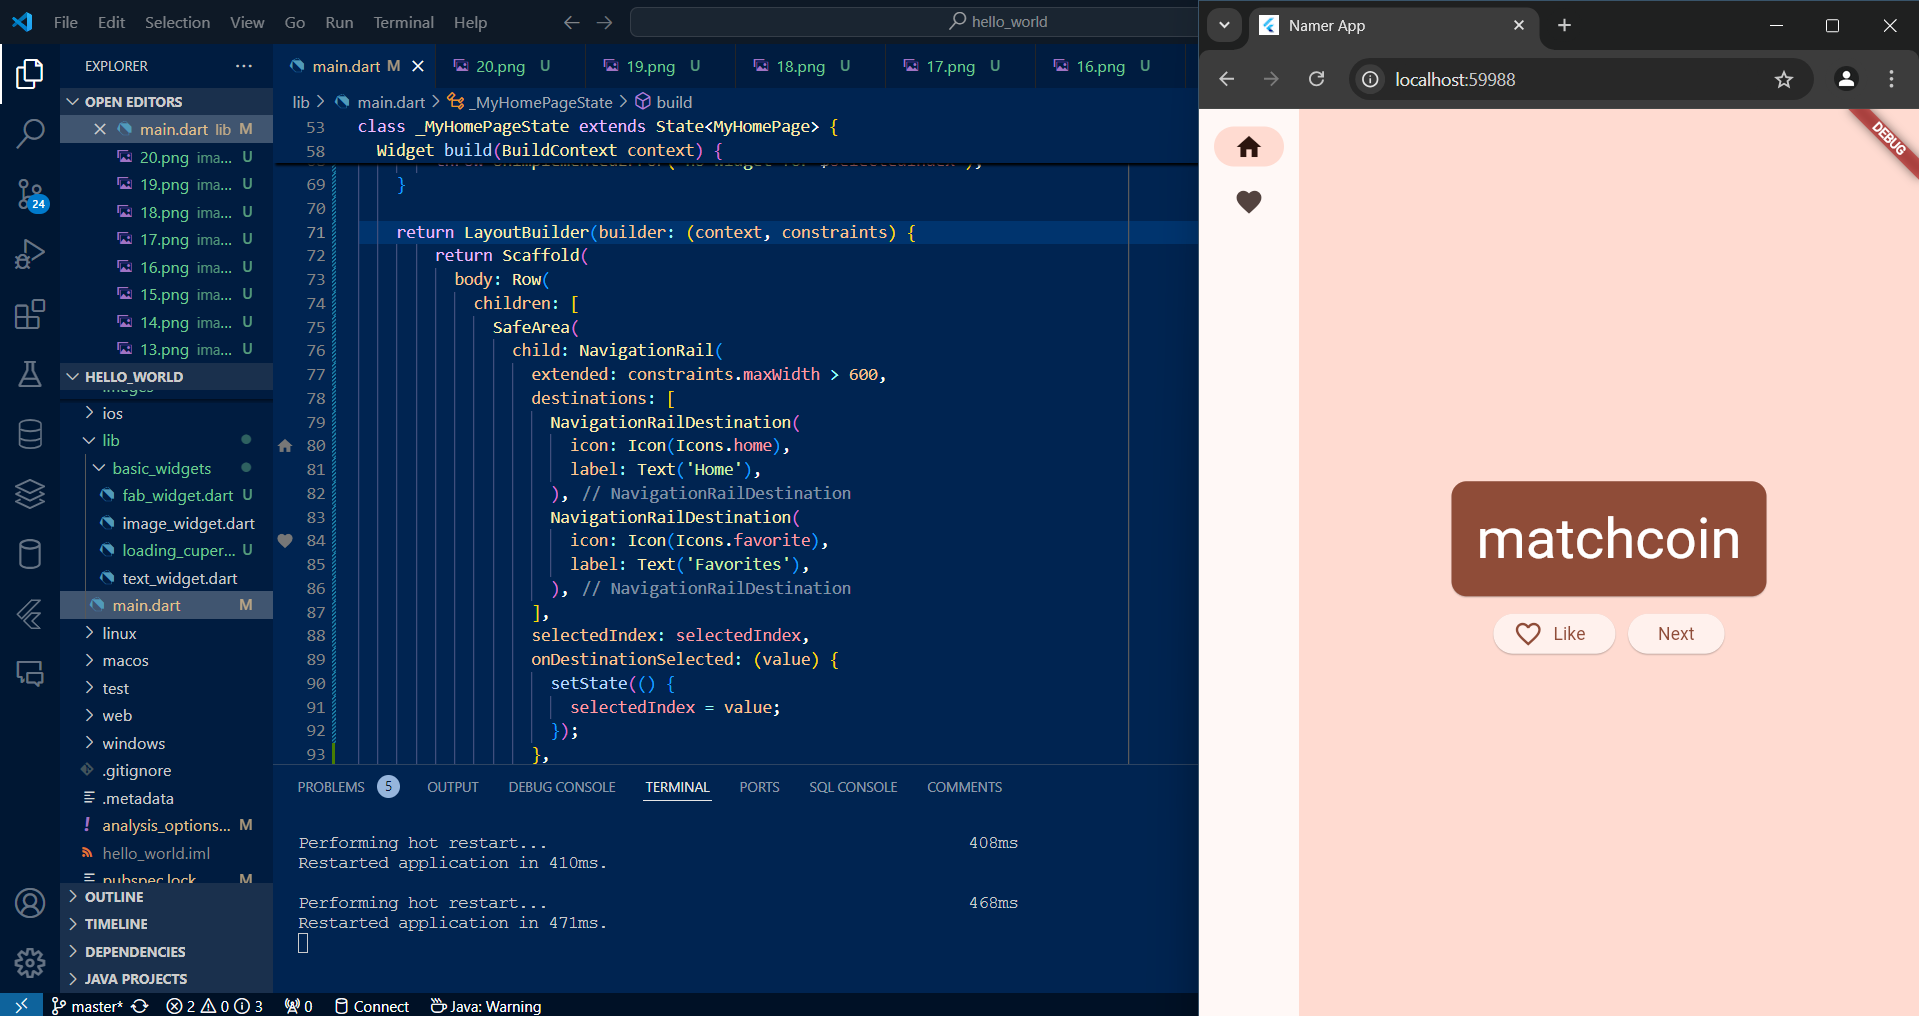 File Edit Selection View Go Run Terminal Help
hello_world
EXPLORER
OPEN EDITORS
main.dart lib M
20.png ima... U
19.png ima... U
18.png ima... U
17.png ima... U
16.png ima... U
15.png ima... U
14.png ima... U
13.png ima... U
HELLO_WORLD
images
ios
lib
basic_widgets
fab_widget.dart U
image_widget.dart
loading_cuper... U
text_widget.dart
main.dart M
linux
macos
test
web
windows
.gitignore
.metadata
analysis_options... M
hello_world.iml
pubspec.lock M
OUTLINE
TIMELINE
DEPENDENCIES
JAVA PROJECTS
24
main.dart M 20.png U 19.png U 18.png U 17.png U 16.png U
lib > main.dart > _MyHomePageState > build
53 class _MyHomePageState extends State<MyHomePage> {
58 Widget build(BuildContext context) {
69 }
70
71 return LayoutBuilder(builder: (context, constraints) {
72 return Scaffold(
73 body: Row(
74 children: [
75 SafeArea(
76 child: NavigationRail(
77 extended: constraints.maxWidth > 600,
78 destinations: [
79 NavigationRailDestination(
80 icon: Icon(Icons.home),
81 label: Text('Home'),
82 ), // NavigationRailDestination
83 NavigationRailDestination(
84 icon: Icon(Icons.favorite),
85 label: Text('Favorites'),
86 ), // NavigationRailDestination
87 ],
88 selectedIndex: selectedIndex,
89 onDestinationSelected: (value) {
90 setState(() {
91 selectedIndex = value;
92 });
93 },
PROBLEMS 5 OUTPUT DEBUG CONSOLE TERMINAL PORTS SQL CONSOLE COMMENTS
Performing hot restart... 408ms
Restarted application in 410ms.
Performing hot restart... 468ms
Restarted application in 471ms.
master* 2 0 3 0 Connect Java: Warning
Namer App
localhost:59988
DEBUG
matchcoin
Like Next